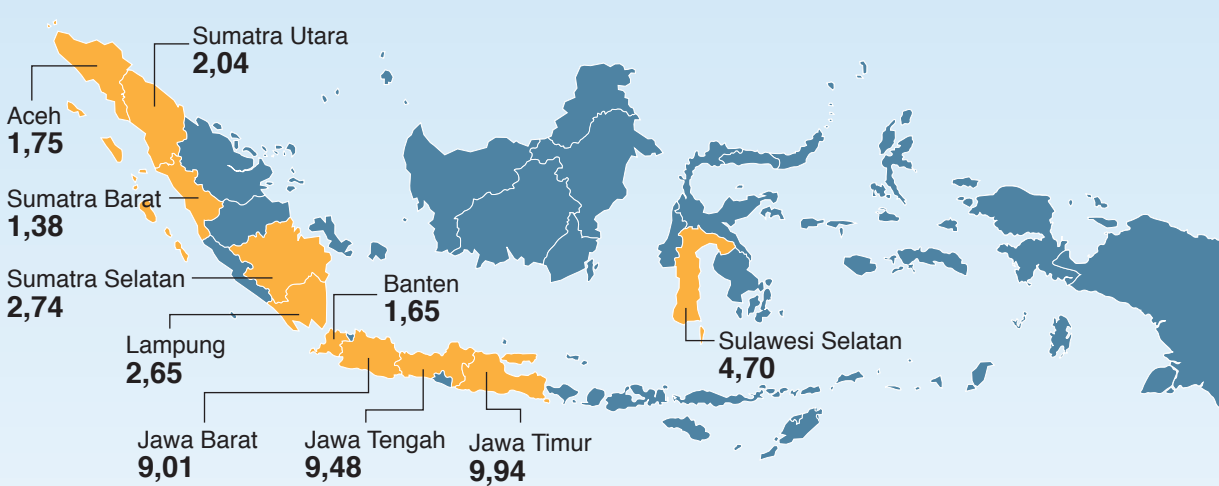 Sumatra Utara
2,04
Aceh
1,75
Sumatra Barat
1,38
Sumatra Selatan
2,74
Banten
1,65
Lampung
2,65
Sulawesi Selatan
4,70
Jawa Barat
9,01
Jawa Tengah
9,48
Jawa Timur
9,94